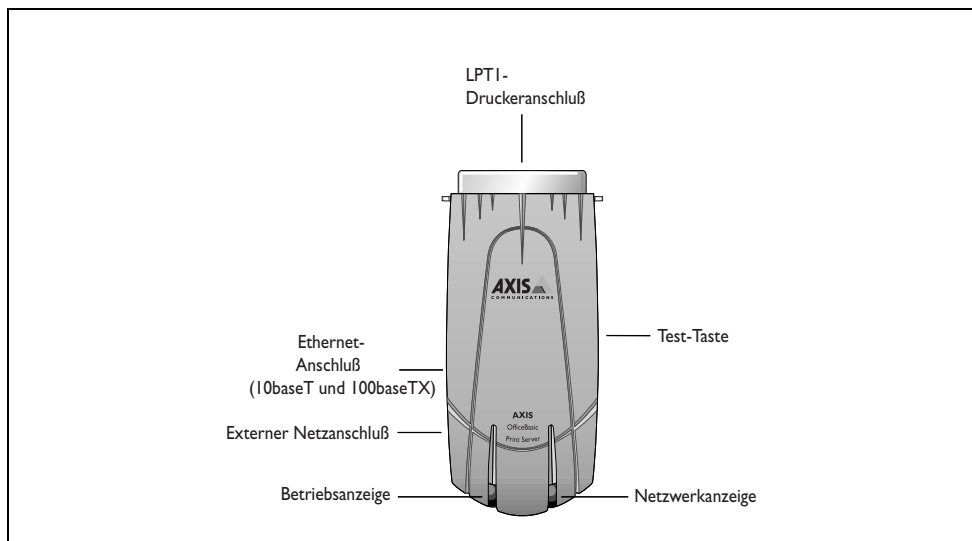 LPT1-
Druckeranschluß
AXIS
COMMUNICATIONS
Ethernet-
Anschluß
(10baseT und 100baseTX)
Test-Taste
AXIS
OfficeBasic
Print Server
Externer Netzanschluß
Betriebsanzeige
Netzwerkanzeige